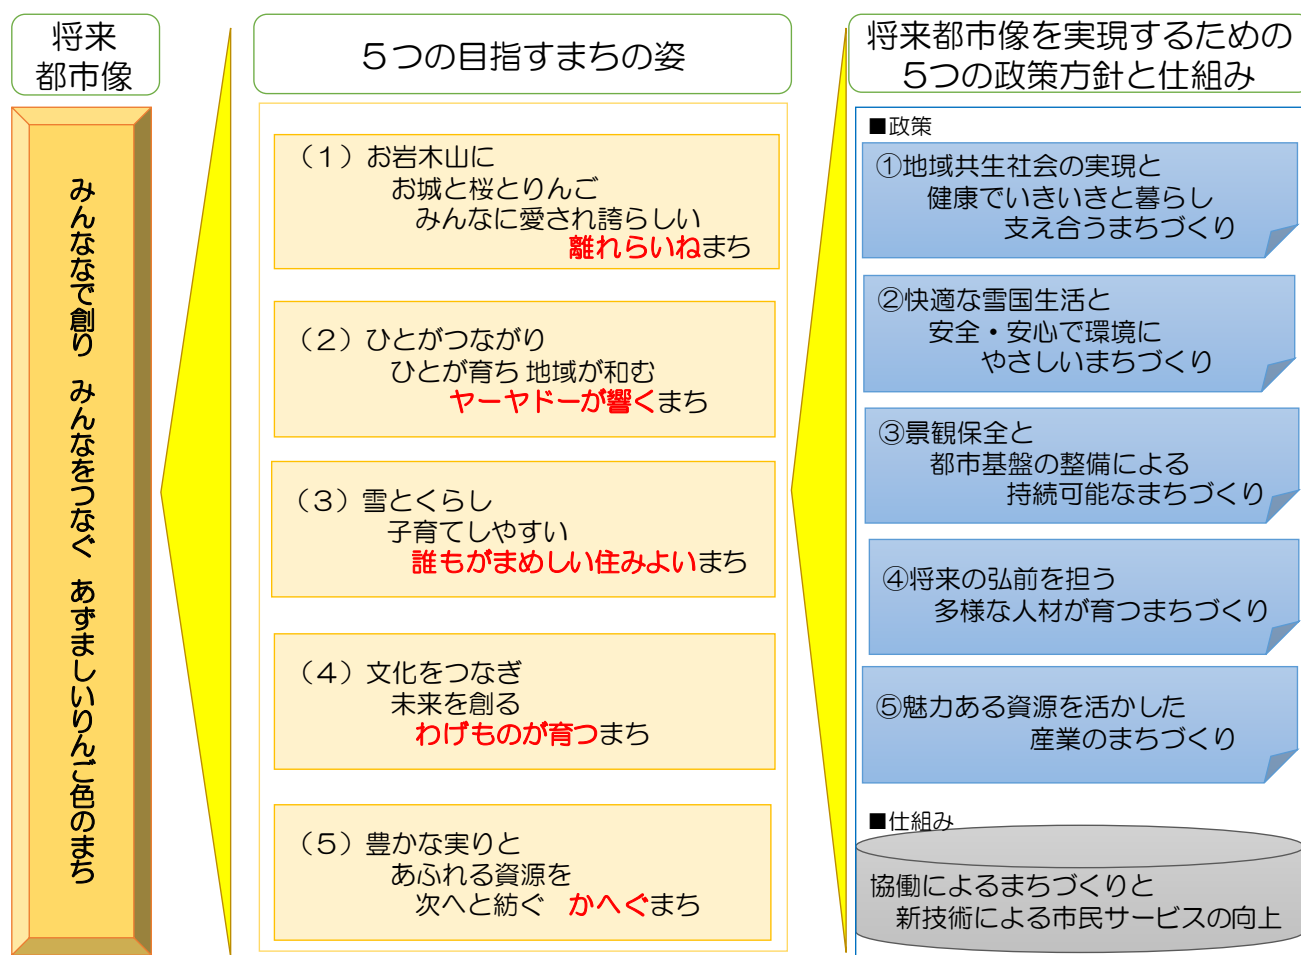 将来
都市像
みんななで創り　みんなをつなぐ　あずましいりんご色のまち
５つの目指すまちの姿
（１）お岩木山に
お城と桜とりんご
みんなに愛され誇らしい
離れらいねまち
（２）ひとがつながり
ひとが育ち 地域が和む
ヤーヤドーが響くまち
（３）雪とくらし
子育てしやすい
誰もがまめしい住みよいまち
（４）文化をつなぎ
未来を創る
わげものが育つまち
（５）豊かな実りと
あふれる資源を
次へと紡ぐ　かへぐまち
将来都市像を実現するための
５つの政策方針と仕組み
■政策
①地域共生社会の実現と
健康でいきいきと暮らし
支え合うまちづくり
②快適な雪国生活と
安全・安心で環境に
やさしいまちづくり
③景観保全と
都市基盤の整備による
持続可能なまちづくり
④将来の弘前を担う
多様な人材が育つまちづくり
⑤魅力ある資源を活かした
産業のまちづくり
■仕組み
協働によるまちづくりと
新技術による市民サービスの向上